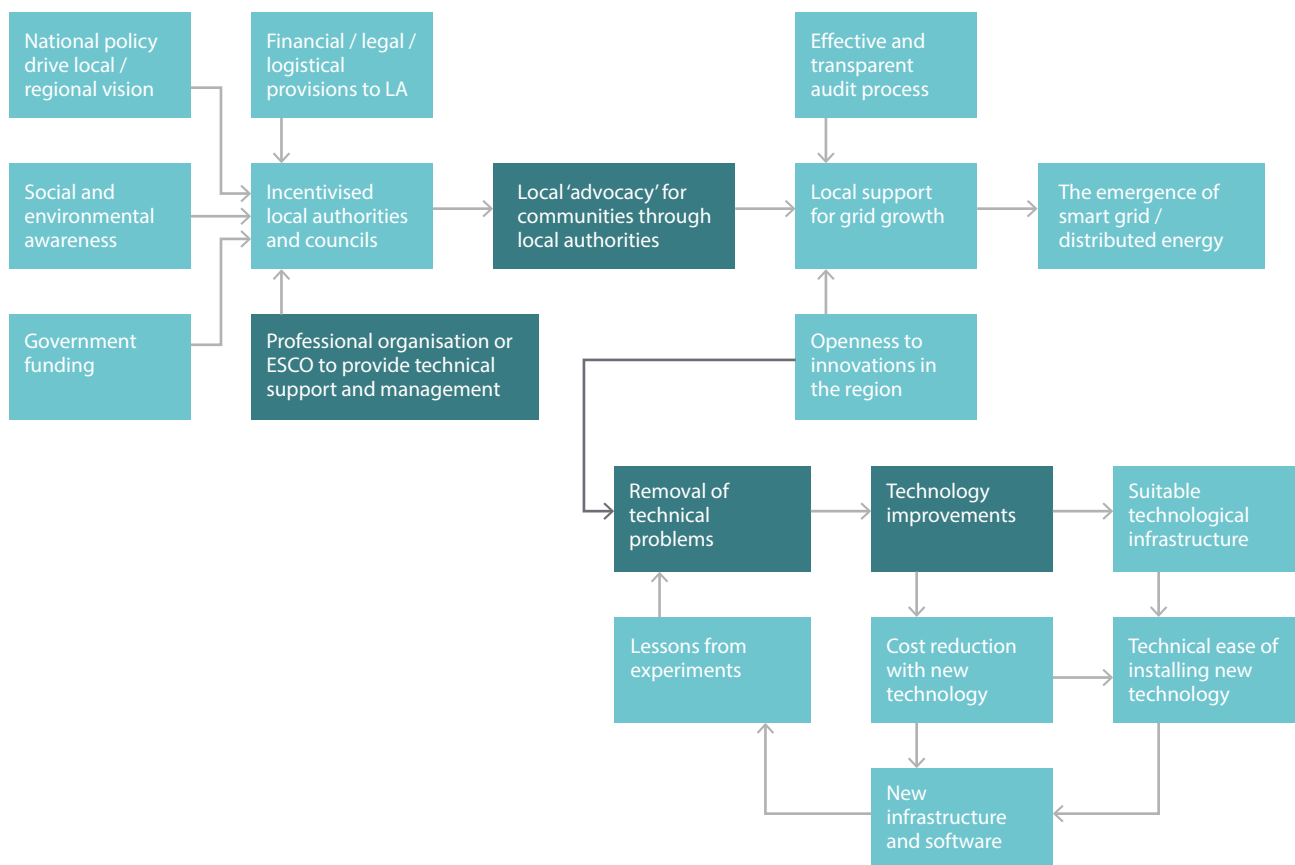 National policy
drive local /
regional vision
Financial / legal /
logistical
provisions to LA
Effective and
transparent
audit process
Social and
environmental
awareness
Incentivised
local authorities
and councils
Local ‘advocacy’ for
communities through
local authorities
Local support
for grid growth
The emergence of
smart grid /
distributed energy
Government
funding
Professional organisation or
ESCO to provide technical
support and management
Openness to
innovations in
the region
Removal of
technical
problems
Technology
improvements
Suitable
technological
infrastructure
Lessons from
experiments
Cost reduction
with new
technology
Technical ease of
installing new
technology
New
infrastructure
and software